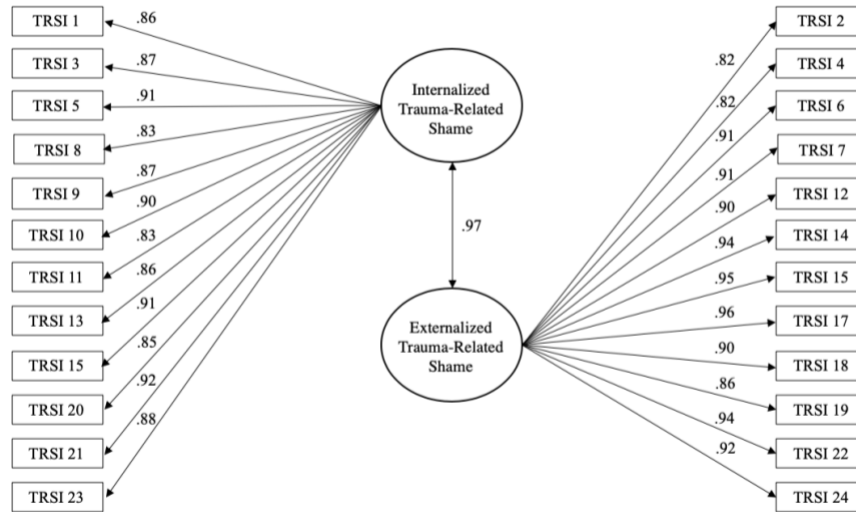 TRSI 1
TRSI 3
TRSI 5
TRSI 8
TRSI 9
TRSI 10
TRSI 11
TRSI 13
TRSI 15
TRSI 20
TRSI 21
TRSI 23
.86
.87
.91
.83
.87
.90
.83
.86
.91
.85
.92
.88
Internalized
Trauma-Related
Shame
.97
Externalized
Trauma-Related
Shame
.82
.82
.91
.91
.90
.94
.95
.96
.90
.86
.94
.92
TRSI 2
TRSI 4
TRSI 6
TRSI 7
TRSI 12
TRSI 14
TRSI 15
TRSI 17
TRSI 18
TRSI 19
TRSI 22
TRSI 24